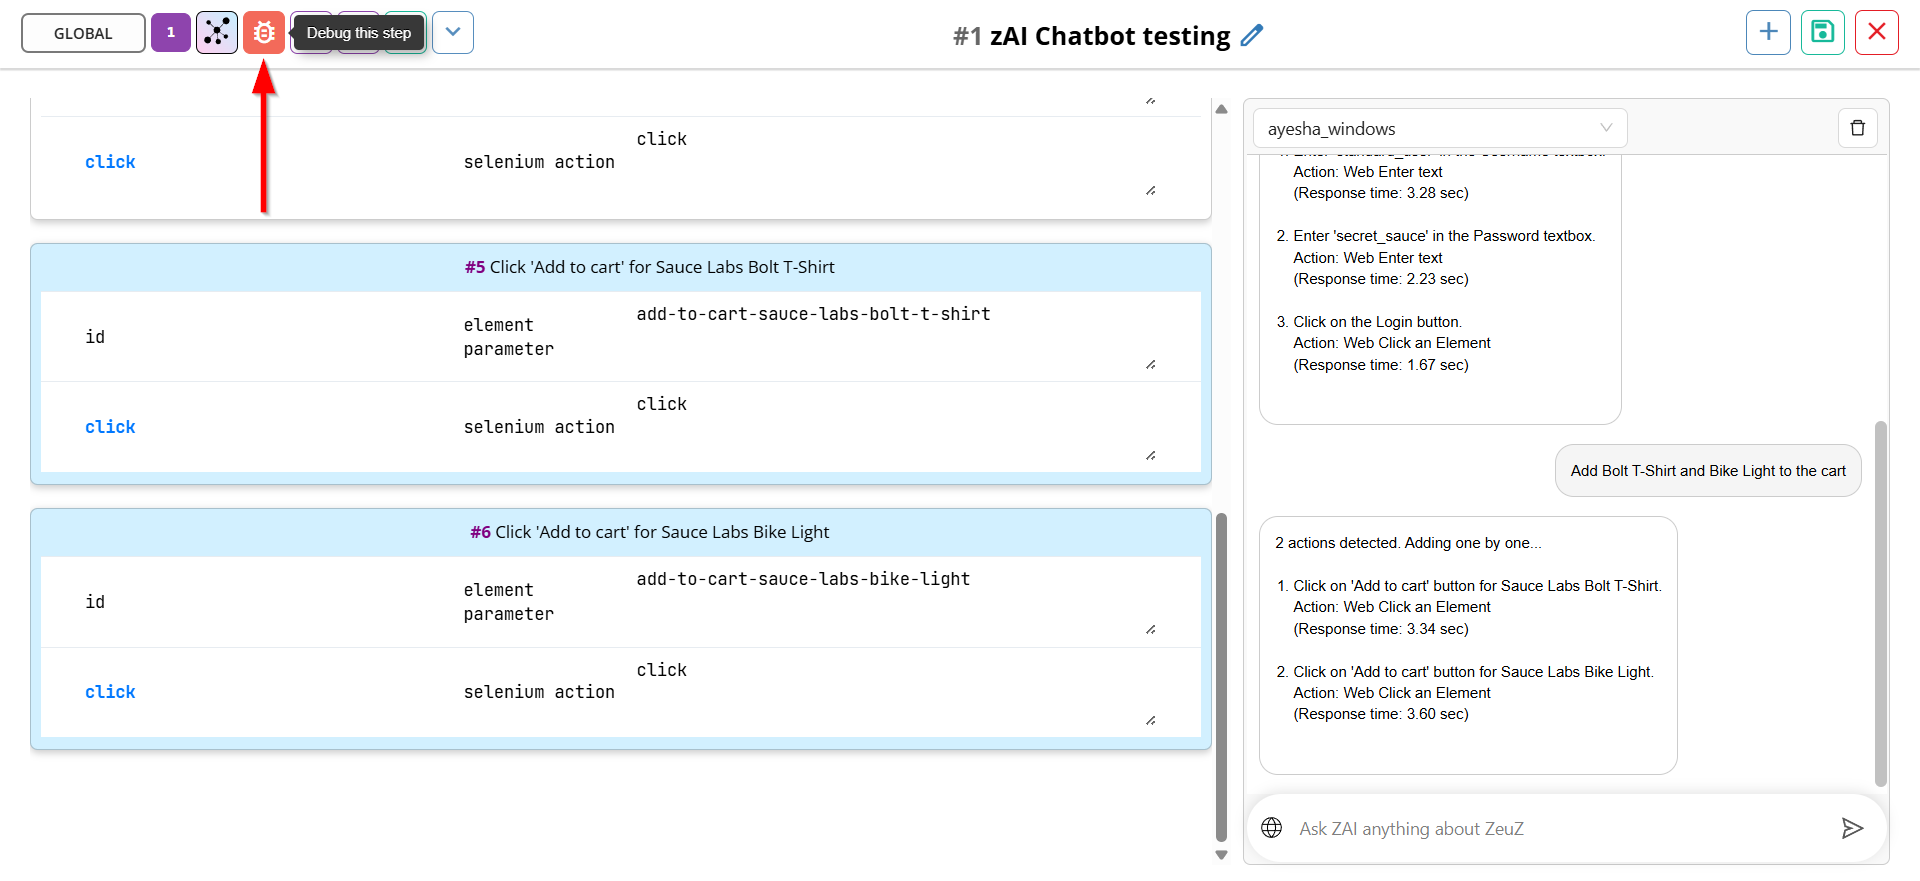 GLOBAL
1
Debug this step
#1 zAI Chatbot testing
click
selenium action
click
#5 Click 'Add to cart' for Sauce Labs Bolt T-Shirt
id
element
parameter
add-to-cart-sauce-labs-bolt-t-shirt
click
selenium action
click
#6 Click 'Add to cart' for Sauce Labs Bike Light
id
element
parameter
add-to-cart-sauce-labs-bike-light
click
selenium action
click
ayesha_windows
1. Enter 'standard_user' in the Username textbox.
Action: Web Enter text
(Response time: 3.28 sec)
2. Enter 'secret_sauce' in the Password textbox.
Action: Web Enter text
(Response time: 2.23 sec)
3. Click on the Login button.
Action: Web Click an Element
(Response time: 1.67 sec)
Add Bolt T-Shirt and Bike Light to the cart
2 actions detected. Adding one by one...
1. Click on 'Add to cart' button for Sauce Labs Bolt T-Shirt.
Action: Web Click an Element
(Response time: 3.34 sec)
2. Click on 'Add to cart' button for Sauce Labs Bike Light.
Action: Web Click an Element
(Response time: 3.60 sec)
Ask ZAI anything about ZeuZ